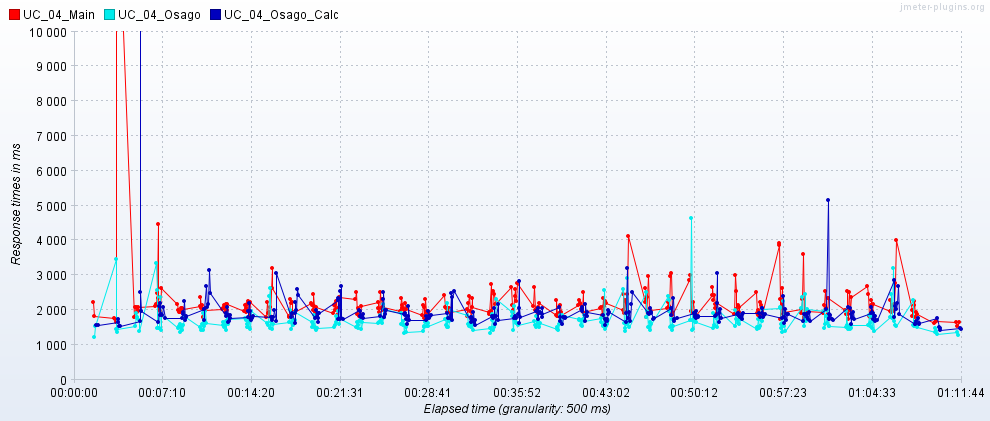 jmeter-plugins.org
UC_04_Main UC_04_Osago UC_04_Osago_Calc
10 000
9 000
8 000
7 000
6 000
5 000
4 000
3 000
2 000
1 000
0
Response times in ms
00:00:00 00:07:10 00:14:20 00:21:31 00:28:41 00:35:52 00:43:02 00:50:12 00:57:23 01:04:33 01:11:44
Elapsed time (granularity: 500 ms)